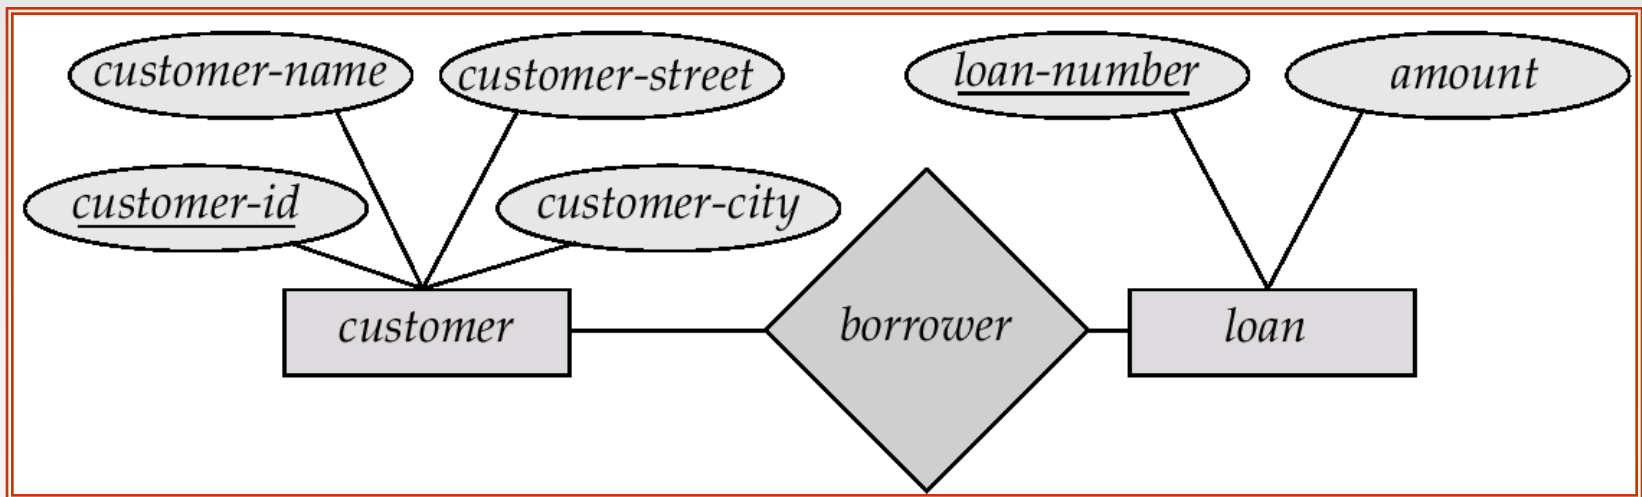 customer-name
customer-street
loan-number
amount
customer-id
customer-city
customer
borrower
loan